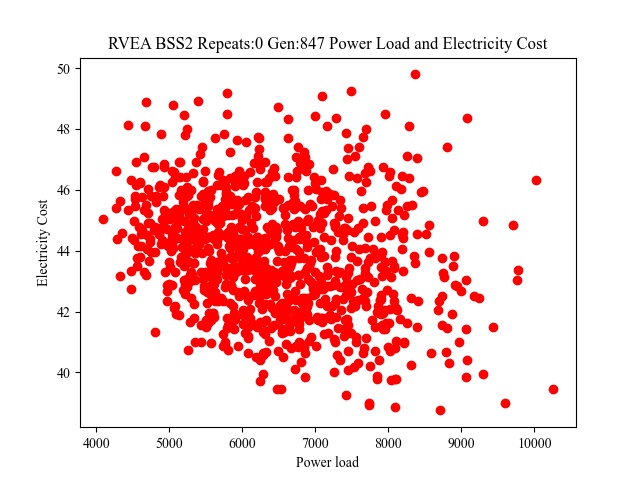 RVEA BSS2 Repeats:0 Gen:847 Power Load and Electricity Cost
50
48
46
44
42
40
Electricity Cost
4000 5000 6000 7000 8000 9000 10000
Power load